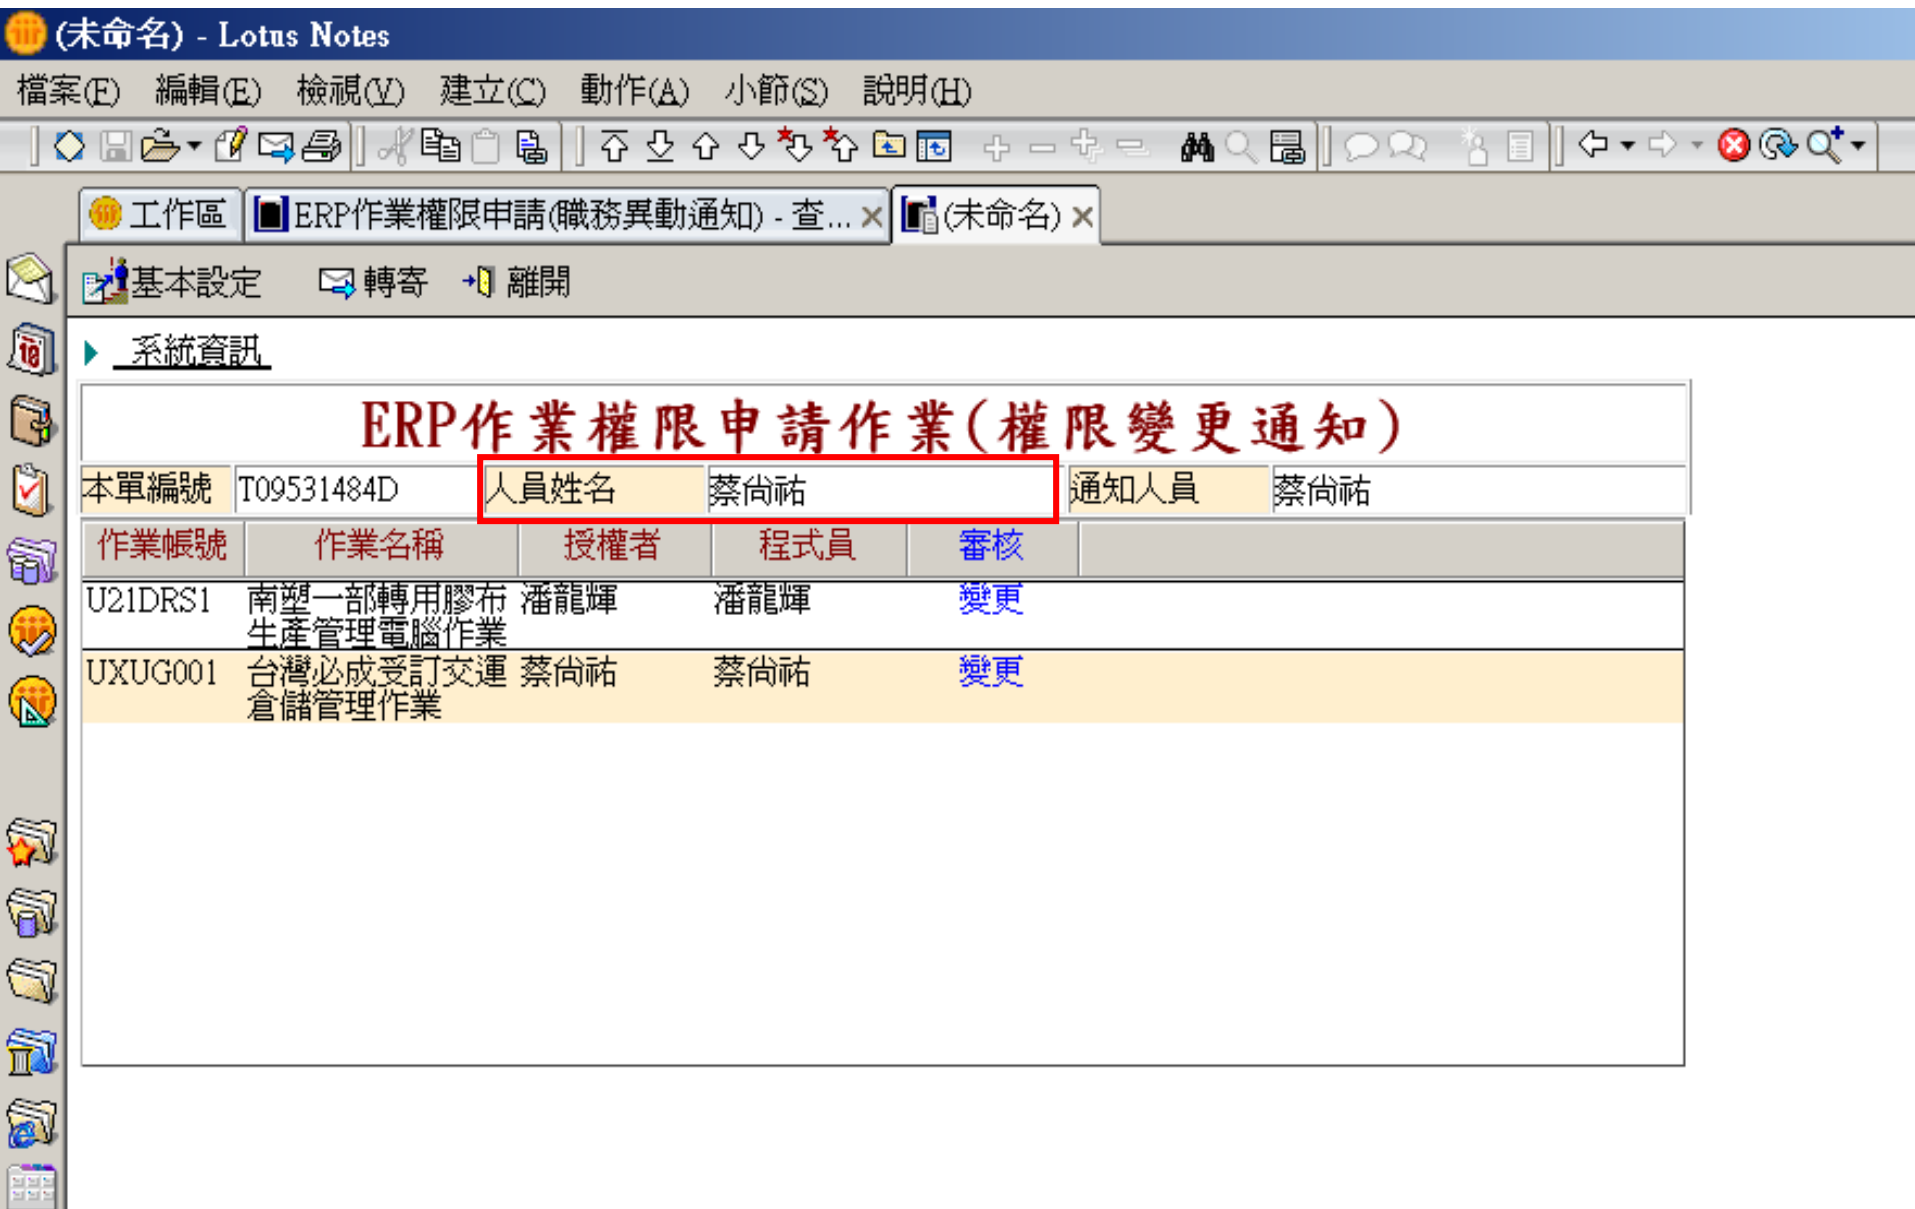 (未命名) - Lotus Notes
檔案(F) 編輯(E) 檢視(V) 建立(C) 動作(A) 小節(S) 說明(H)
工作區 ERP作業權限申請(職務異動通知) - 查... (未命名)
基本設定 轉寄 離開
系統資訊
ERP作業權限申請作業(權限變更通知)
本單編號 T09531484D 人員姓名 蔡尚祐 通知人員 蔡尚祐
作業帳號 作業名稱 授權者 程式員 審核
U21DRS1 南塑一部轉用膠布 潘龍輝 潘龍輝 變更
生產管理電腦作業
UXUG001 台灣必成受訂交運 蔡尚祐 蔡尚祐 變更
倉儲管理作業